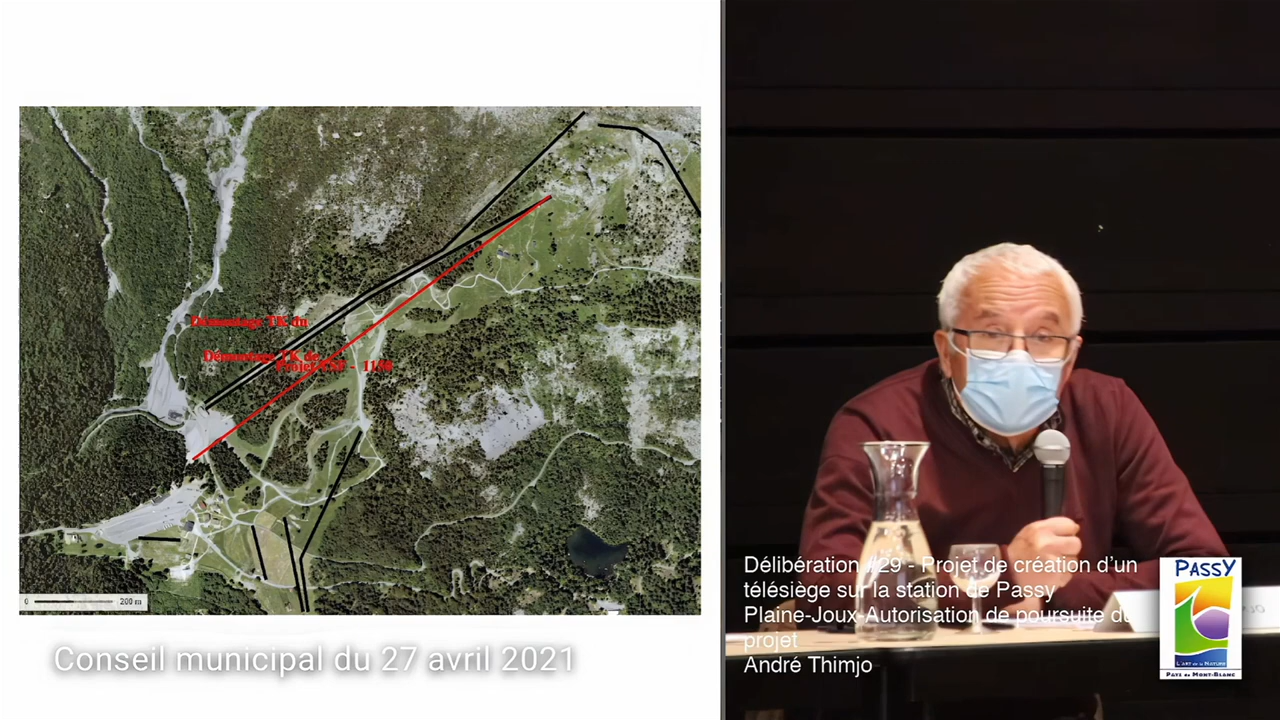 Démontage TK du
Démontage TK de
Projet TSF - 1150
0 200 m
Conseil municipal du 27 avril 2021
Délibération #29 - Projet de création d'un
télésiège sur la station de Passy
Plaine-Joux-Autorisation de poursuite du
projet
André Thimjo
PASSY
L'ART DE LA NATURE
PAYS DU MONT-BLANC